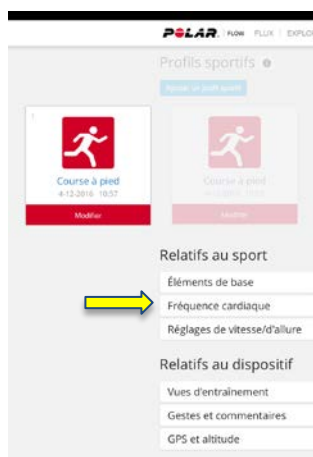 POLAR. FLOW FLUX EXPLO
Profils sportifs
Ajouter un profil sportif
Course à pied
4-12-2016 10:57
Modifier
Course à pied
Modifier
Relatifs au sport
Éléments de base
Fréquence cardiaque
Réglages de vitesse/d'allure
Relatifs au dispositif
Vues d'entraînement
Gestes et commentaires
GPS et altitude